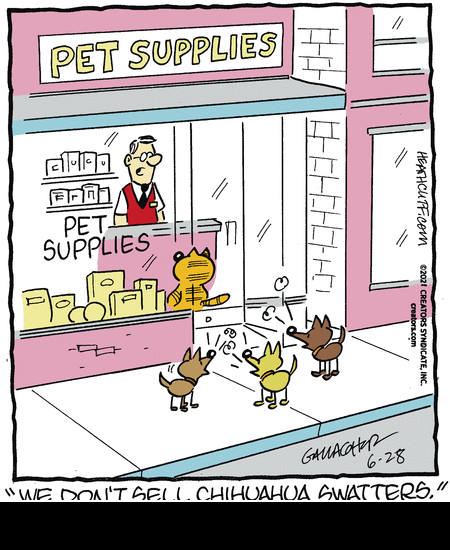 PET SUPPLIES
PET
SUPPLIES
HEATHCLIFF.COM
©2021 CREATORS SYNDICATE, INC.
creators.com
GALLAGHER
6-28
"WE DON'T SELL CHIHUAHUA SWATTERS."